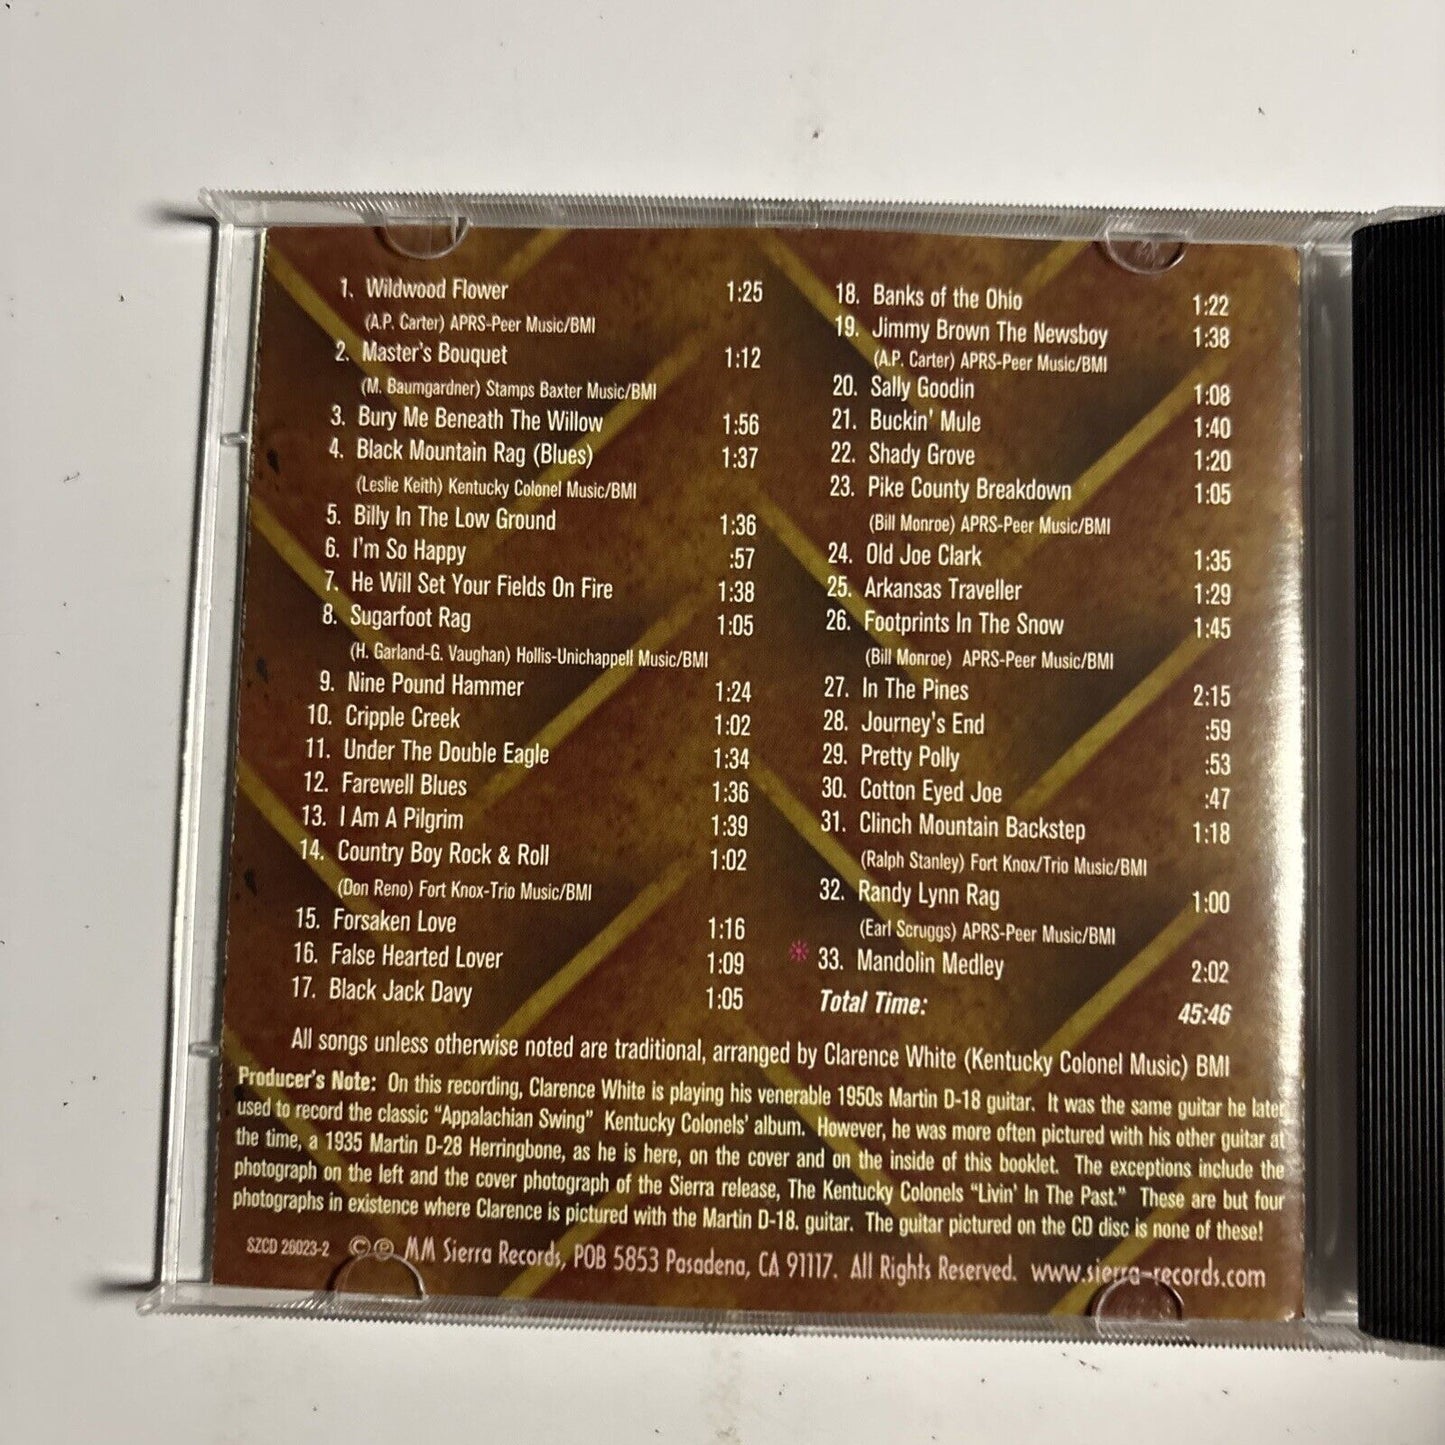 1. Wildwood Flower 1:25
(A.P. Carter) APRS-Peer Music/BMI
2. Master's Bouquet 1:12
(M. Baumgardner) Stamps Baxter Music/BMI
3. Bury Me Beneath The Willow 1:56
4. Black Mountain Rag (Blues) 1:37
(Leslie Keith) Kentucky Colonel Music/BMI
5. Billy In The Low Ground 1:36
6. I'm So Happy :57
7. He Will Set Your Fields On Fire 1:38
8. Sugarfoot Rag 1:05
(H. Garland-G. Vaughan) Hollis-Unichappell Music/BMI
9. Nine Pound Hammer 1:24
10. Cripple Creek 1:02
11. Under The Double Eagle 1:34
12. Farewell Blues 1:36
13. I Am A Pilgrim 1:39
14. Country Boy Rock & Roll 1:02
(Don Reno) Fort Knox-Trio Music/BMI
15. Forsaken Love 1:16
16. False Hearted Lover 1:09
17. Black Jack Davy 1:05
18. Banks of the Ohio 1:22
19. Jimmy Brown The Newsboy 1:38
(A.P. Carter) APRS-Peer Music/BMI
20. Sally Goodin 1:08
21. Buckin' Mule 1:40
22. Shady Grove 1:20
23. Pike County Breakdown 1:05
(Bill Monroe) APRS-Peer Music/BMI
24. Old Joe Clark 1:35
25. Arkansas Traveller 1:29
26. Footprints In The Snow 1:45
(Bill Monroe) APRS-Peer Music/BMI
27. In The Pines 2:15
28. Journey's End :59
29. Pretty Polly :53
30. Cotton Eyed Joe :47
31. Clinch Mountain Backstep 1:18
(Ralph Stanley) Fort Knox/Trio Music/BMI
32. Randy Lynn Rag 1:00
(Earl Scruggs) APRS-Peer Music/BMI
33. Mandolin Medley 2:02
Total Time: 45:46
All songs unless otherwise noted are traditional, arranged by Clarence White (Kentucky Colonel Music) BMI
Producer's Note: On this recording, Clarence White is playing his venerable 1950s Martin D-18 guitar. It was the same guitar he later
used to record the classic "Appalachian Swing" Kentucky Colonels' album. However, he was more often pictured with his other guitar at
the time, a 1935 Martin D-28 Herringbone, as he is here, on the cover and on the inside of this booklet. The exceptions include the
photograph on the left and the cover photograph of the Sierra release, The Kentucky Colonels "Livin' In The Past." These are but four
photographs in existence where Clarence is pictured with the Martin D-18. guitar. The guitar pictured on the CD disc is none of these!
SZCD 26023-2 ©℗ MM Sierra Records, POB 5853 Pasadena, CA 91117. All Rights Reserved. www.sierra-records.com